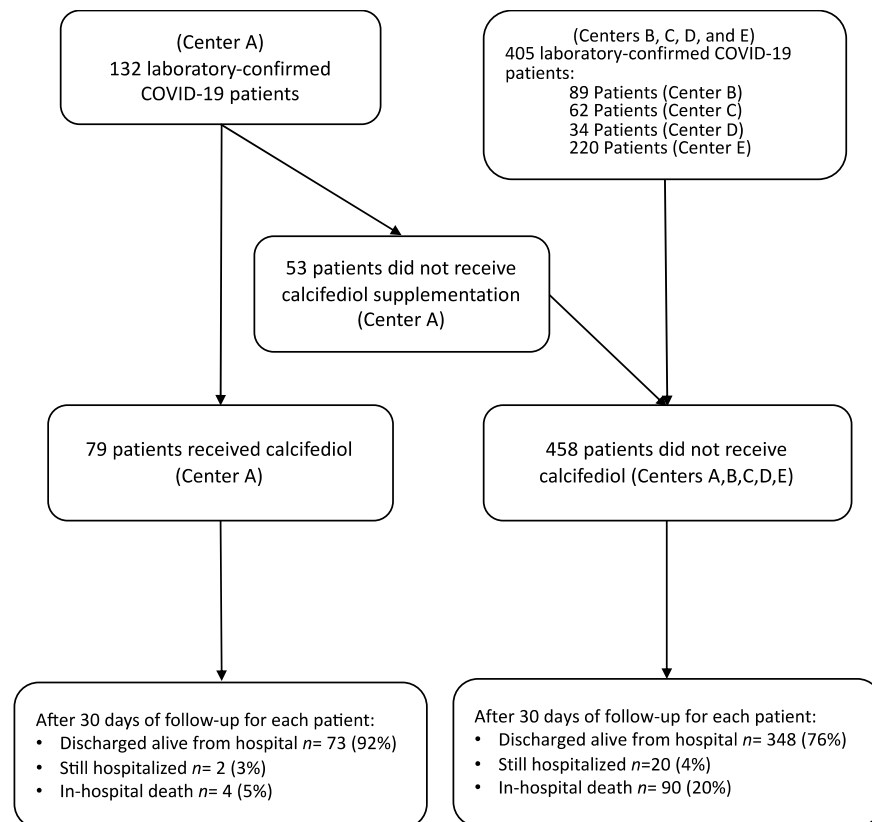 (Center A)
132 laboratory-confirmed
COVID-19 patients
(Centers B, C, D, and E)
405 laboratory-confirmed COVID-19
patients:
89 Patients (Center B)
62 Patients (Center C)
34 Patients (Center D)
220 Patients (Center E)
53 patients did not receive
calcifediol supplementation
(Center A)
79 patients received calcifediol
(Center A)
458 patients did not receive
calcifediol (Centers A,B,C,D,E)
After 30 days of follow-up for each patient:
• Discharged alive from hospital n= 73 (92%)
• Still hospitalized n= 2 (3%)
• In-hospital death n= 4 (5%)
After 30 days of follow-up for each patient:
• Discharged alive from hospital n= 348 (76%)
• Still hospitalized n=20 (4%)
• In-hospital death n= 90 (20%)